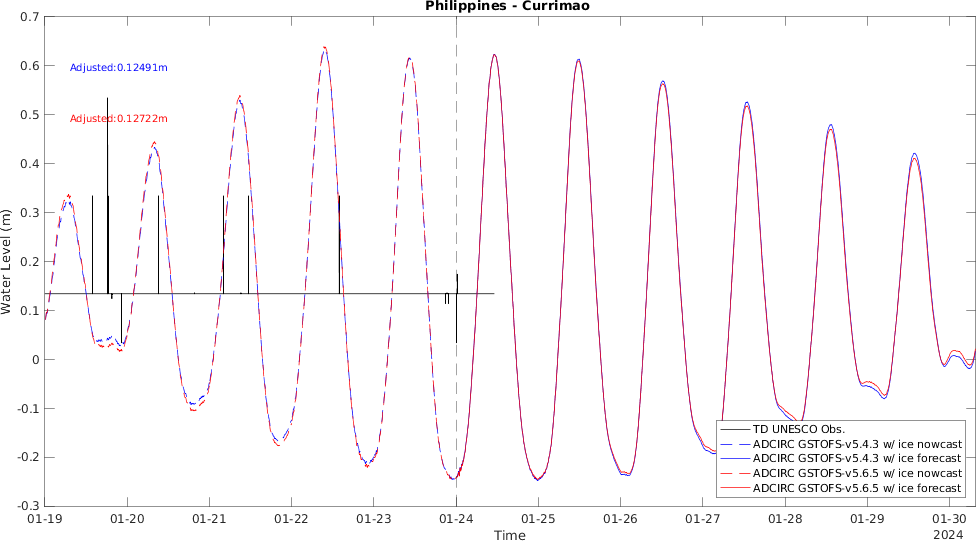 Philippines - Currimao
Water Level (m)
0.7
0.6
0.5
0.4
0.3
0.2
0.1
0
-0.1
-0.2
-0.3
Adjusted:0.12491m
Adjusted:0.12722m
TD UNESCO Obs.
ADCIRC GSTOFS-v5.4.3 w/ ice nowcast
ADCIRC GSTOFS-v5.4.3 w/ ice forecast
ADCIRC GSTOFS-v5.6.5 w/ ice nowcast
ADCIRC GSTOFS-v5.6.5 w/ ice forecast
01-19 01-20 01-21 01-22 01-23 01-24 01-25 01-26 01-27 01-28 01-29 01-30
Time
2024